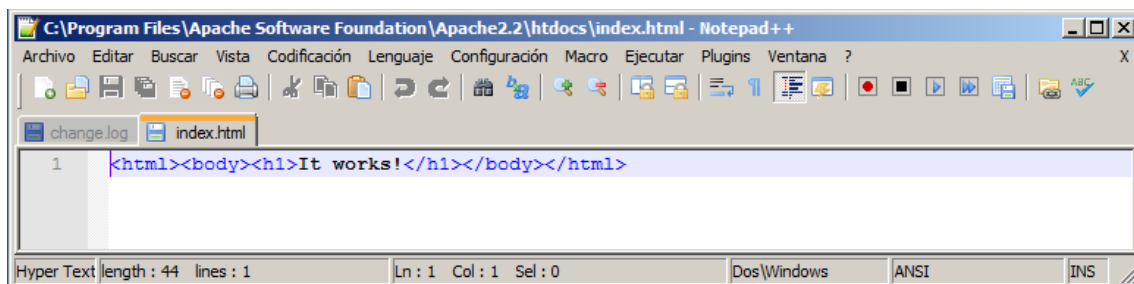 C:\Program Files\Apache Software Foundation\Apache2.2\htdocs\index.html - Notepad++
Archivo Editar Buscar Vista Codificación Lenguaje Configuración Macro Ejecutar Plugins Ventana ? X
ABC
change.log index.html
1 <html><body><h1>It works!</h1></body></html>
Hyper Text length : 44 lines : 1 Ln : 1 Col : 1 Sel : 0 Dos\Windows ANSI INS